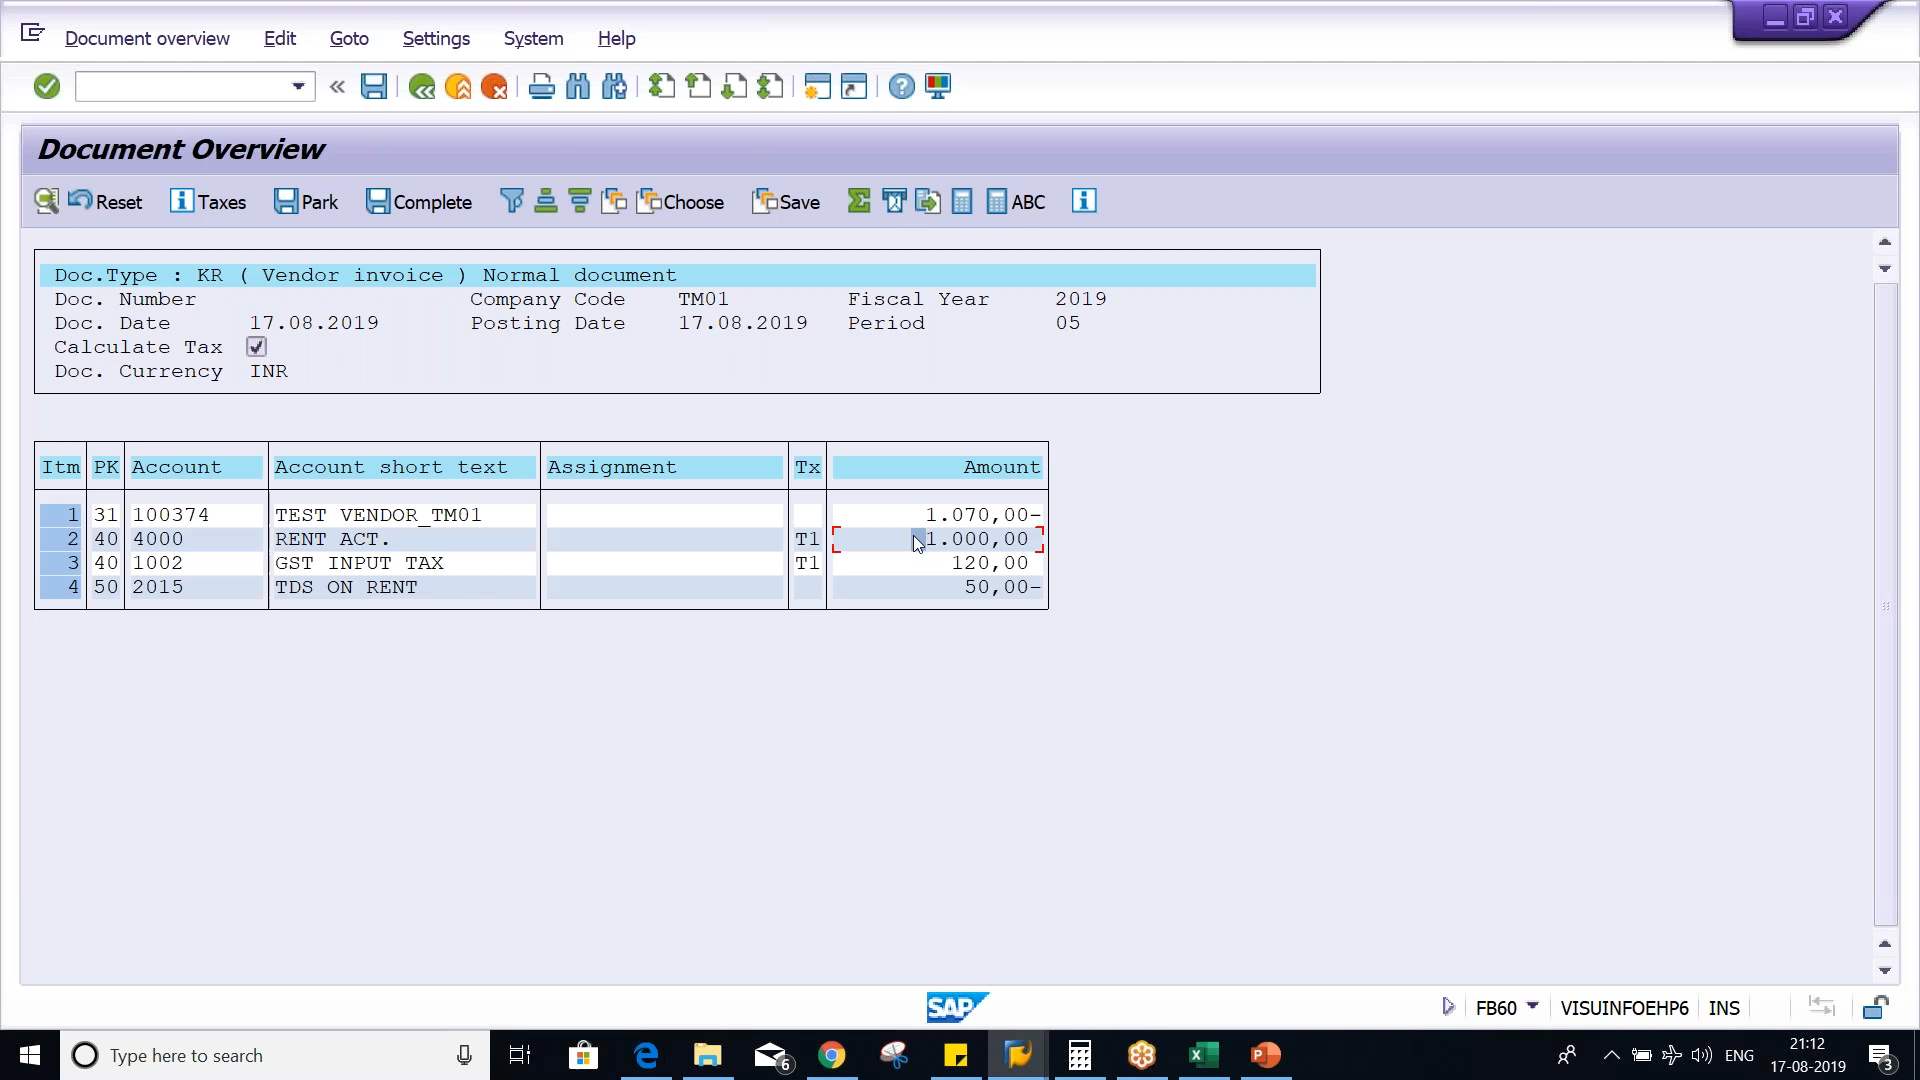 Document overview Edit Goto Settings System Help
Document Overview
Reset Taxes Park Complete Choose Save ABC
Doc.Type : KR ( Vendor invoice ) Normal document
Doc. Number Company Code TM01 Fiscal Year 2019
Doc. Date 17.08.2019 Posting Date 17.08.2019 Period 05
Calculate Tax
Doc. Currency INR
Itm PK Account Account short text Assignment Tx Amount
1 31 100374 TEST VENDOR_TM01 1.070,00-
2 40 4000 RENT ACT. T1 1.000,00
3 40 1002 GST INPUT TAX T1 120,00
4 50 2015 TDS ON RENT 50,00-
SAP FB60 VISUINFOEHP6 INS
Type here to search 6 ENG 21:12
17-08-2019 3